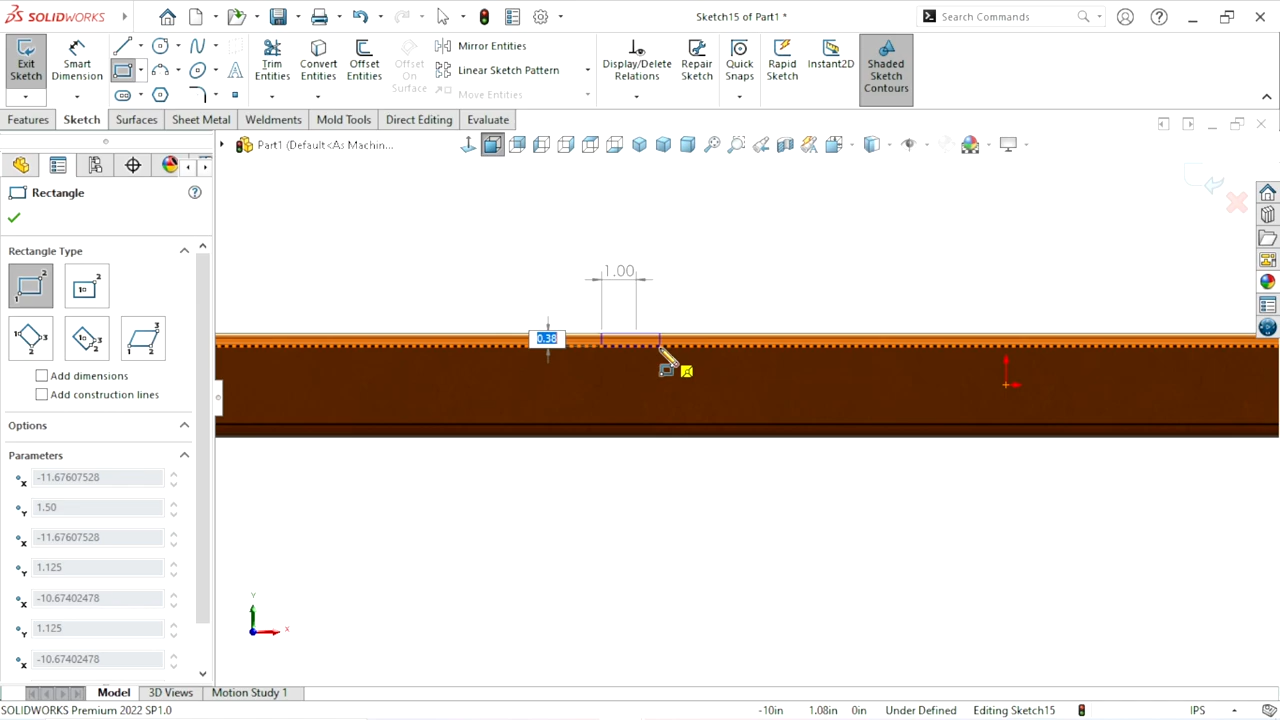 SOLIDWORKS
Sketch15 of Part1 *
Search Commands
Exit Sketch
Smart Dimension
Trim Entities
Convert Entities
Offset Entities
Offset On Surface
Mirror Entities
Linear Sketch Pattern
Move Entities
Display/Delete Relations
Repair Sketch
Quick Snaps
Rapid Sketch
Instant2D
Shaded Sketch Contours
Features
Sketch
Surfaces
Sheet Metal
Weldments
Mold Tools
Direct Editing
Evaluate
Part1 (Default<As Machin...
Rectangle
Rectangle Type
Add dimensions
Add construction lines
Options
Parameters
-11.67607528
1.50
-11.67607528
1.125
-10.67402478
1.125
-10.67402478
1.00
0.38
Y
X
Model
3D Views
Motion Study 1
SOLIDWORKS Premium 2022 SP1.0
-10in
1.08in
0in
Under Defined
Editing Sketch15
IPS